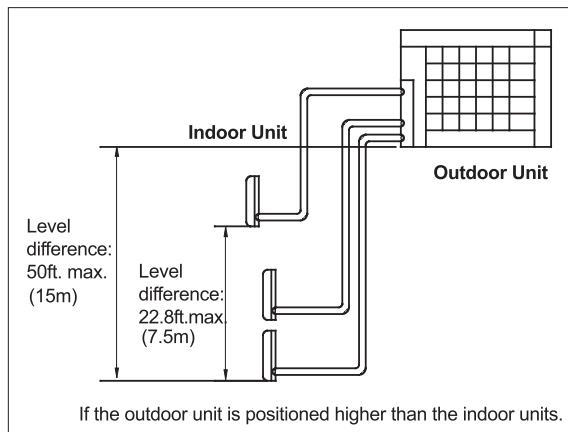 Indoor Unit
Outdoor Unit
Level
difference:
50ft. max.
(15m)
Level
difference:
22.8ft.max.
(7.5m)
If the outdoor unit is positioned higher than the indoor units.